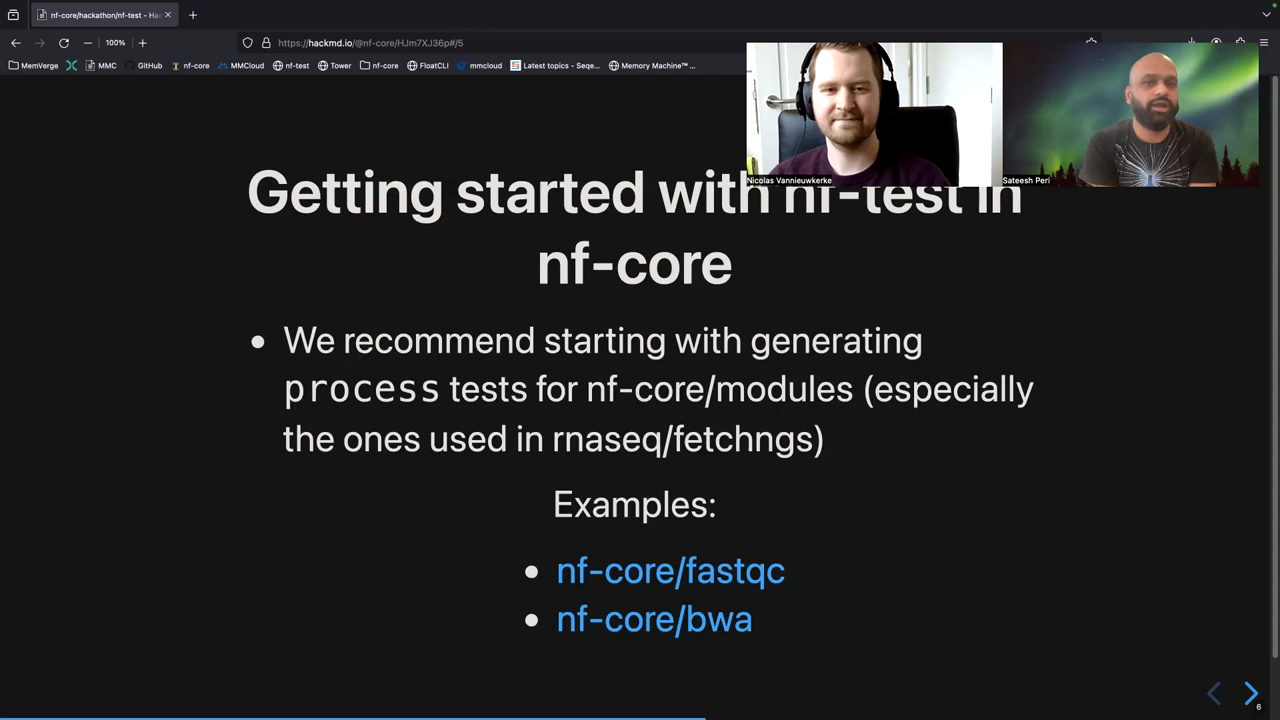 nf-core/hackathon/nf-test - Ha
100%
https://hackmd.io/@nf-core/HJm7XJ36p#/5
MemVerge
MMC
GitHub
nf-core
MMCloud
nf-test
Tower
nf-core
FloatCLI
mmcloud
Latest topics - Seqe…
Memory Machine™ …
Nicolas Vannieuwkerke
Sateesh Peri
Getting started with nf-test in
nf-core
We recommend starting with generating
process tests for nf-core/modules (especially
the ones used in rnaseq/fetchngs)
Examples:
nf-core/fastqc
nf-core/bwa
6